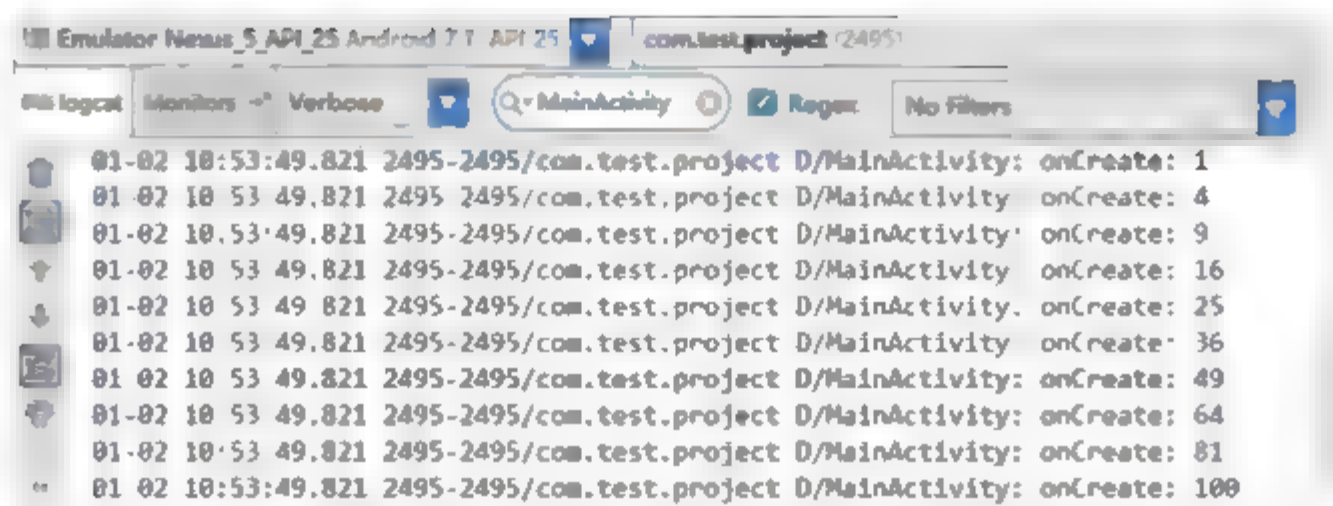 Emulator Nexus_5_API_25 Android 7.1 API 25 com.test.project (2495)
logcat Monitors Verbose MainActivity Regex No Filters
01-02 10:53:49.821 2495-2495/com.test.project D/MainActivity: onCreate: 1
01-02 10:53:49.821 2495-2495/com.test.project D/MainActivity: onCreate: 4
01-02 10:53:49.821 2495-2495/com.test.project D/MainActivity: onCreate: 9
01-02 10:53:49.821 2495-2495/com.test.project D/MainActivity: onCreate: 16
01-02 10:53:49.821 2495-2495/com.test.project D/MainActivity: onCreate: 25
01-02 10:53:49.821 2495-2495/com.test.project D/MainActivity: onCreate: 36
01-02 10:53:49.821 2495-2495/com.test.project D/MainActivity: onCreate: 49
01-02 10:53:49.821 2495-2495/com.test.project D/MainActivity: onCreate: 64
01-02 10:53:49.821 2495-2495/com.test.project D/MainActivity: onCreate: 81
01-02 10:53:49.821 2495-2495/com.test.project D/MainActivity: onCreate: 100